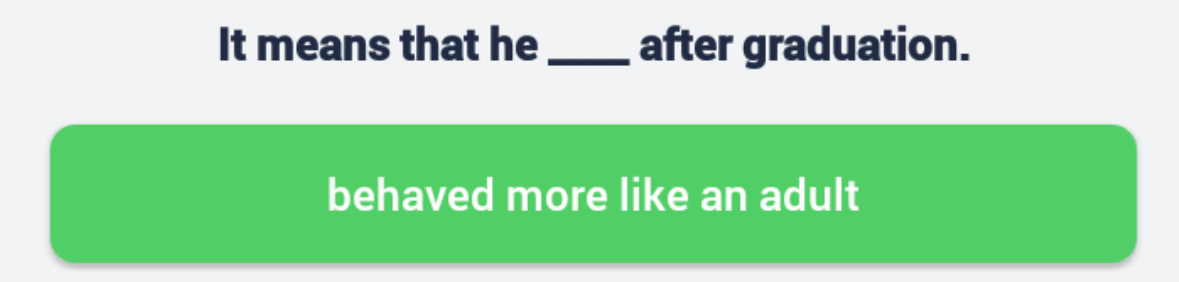 It means that he ____ after graduation.
behaved more like an adult